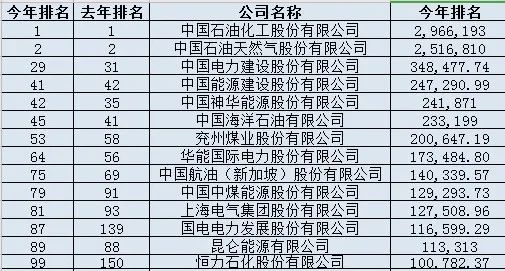 今年排名 去年排名 公司名称 今年排名
1 1 中国石油化工股份有限公司 2,966,193
2 2 中国石油天然气股份有限公司 2,516,810
29 31 中国电力建设股份有限公司 348,477.74
41 42 中国能源建设股份有限公司 247,290.99
42 35 中国神华能源股份有限公司 241,871
45 41 中国海洋石油有限公司 233,199
53 58 兖州煤业股份有限公司 200,647.19
64 56 华能国际电力股份有限公司 173,484.80
75 69 中国航油（新加坡）股份有限公司 140,339.57
79 91 中国中煤能源股份有限公司 129,293.73
81 93 上海电气集团股份有限公司 127,508.96
87 139 国电电力发展股份有限公司 116,599.29
89 88 昆仑能源有限公司 113,313
99 150 恒力石化股份有限公司 100,782.37